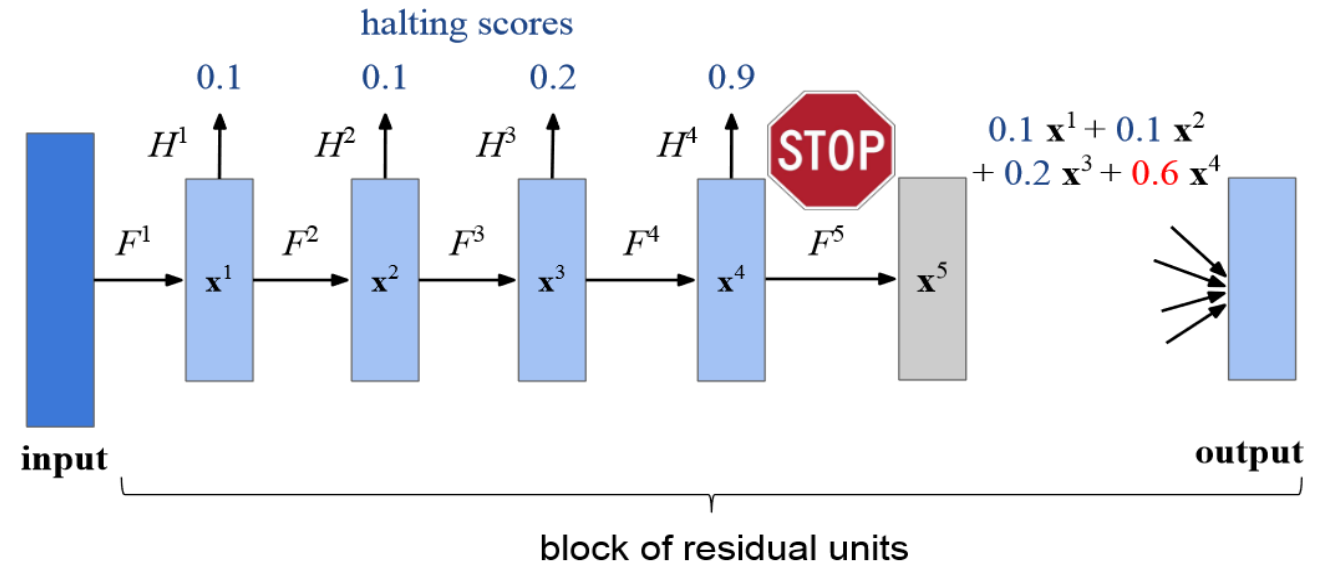 halting scores
0.1 0.1 0.2 0.9
H¹ H² H³ H⁴ STOP
0.1 x¹ + 0.1 x²
+ 0.2 x³ + 0.6 x⁴
F¹ F² F³ F⁴ F⁵
x¹ x² x³ x⁴ x⁵
input output
block of residual units